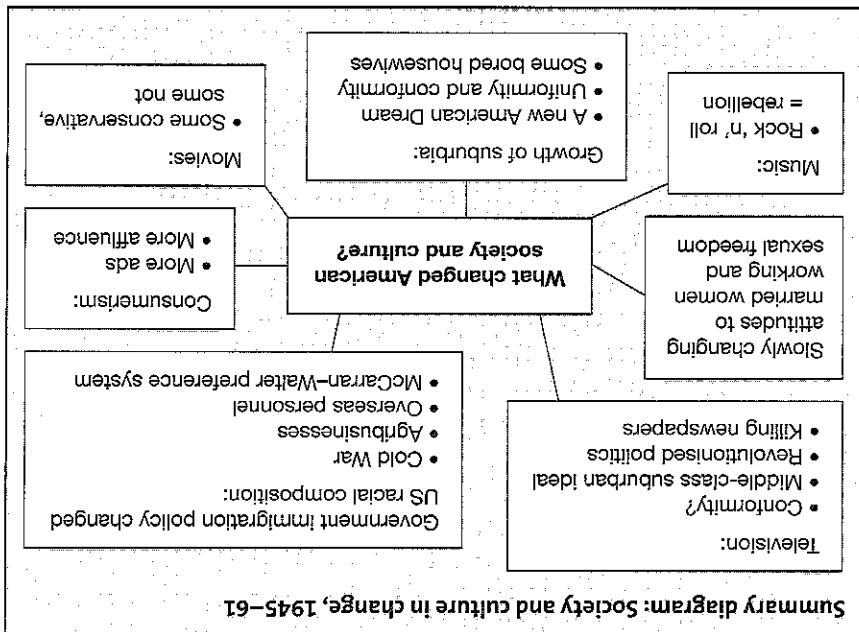 Summary diagram: Society and culture in change, 1945–61
Television:
• Conformity?
• Middle-class suburban ideal
• Revolutionised politics
• Killing newspapers
Government immigration policy changed
US racial composition:
• Cold War
• Agribusinesses
• Overseas personnel
• McCarran–Walter preference system
Slowly changing
attitudes to
married women
working and
sexual freedom
What changed American
society and culture?
Consumerism:
• More ads
• More affluence
Music:
• Rock 'n' roll
= rebellion
Growth of suburbia:
• A new American Dream
• Uniformity and conformity
• Some bored housewives
Movies:
• Some conservative,
some not